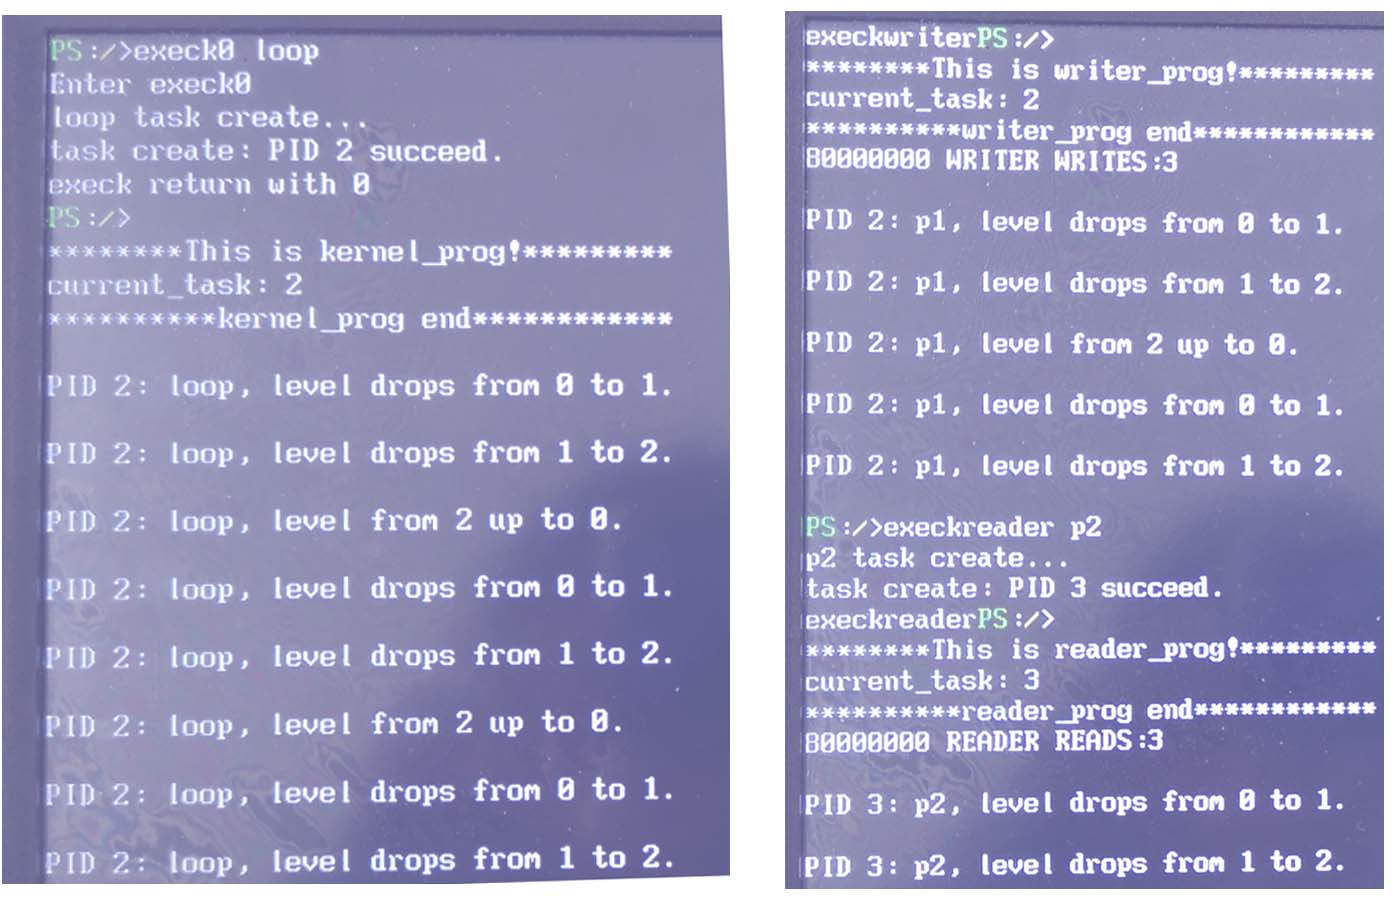 PS:/>execk0 loop
Enter execk0
loop task create...
task create: PID 2 succeed.
execk return with 0
PS:/>
********This is kernel_prog!*********
current_task: 2
**********kernel_prog end************
PID 2: loop, level drops from 0 to 1.
PID 2: loop, level drops from 1 to 2.
PID 2: loop, level from 2 up to 0.
PID 2: loop, level drops from 0 to 1.
PID 2: loop, level drops from 1 to 2.
PID 2: loop, level from 2 up to 0.
PID 2: loop, level drops from 0 to 1.
PID 2: loop, level drops from 1 to 2.
execkwriterPS:/>
********This is writer_prog!*********
current_task: 2
**********writer_prog end************
80000000 WRITER WRITES:3
PID 2: p1, level drops from 0 to 1.
PID 2: p1, level drops from 1 to 2.
PID 2: p1, level from 2 up to 0.
PID 2: p1, level drops from 0 to 1.
PID 2: p1, level drops from 1 to 2.
PS:/>execkreader p2
p2 task create...
task create: PID 3 succeed.
execkreaderPS:/>
********This is reader_prog!*********
current_task: 3
**********reader_prog end************
80000000 READER READS:3
PID 3: p2, level drops from 0 to 1.
PID 3: p2, level drops from 1 to 2.